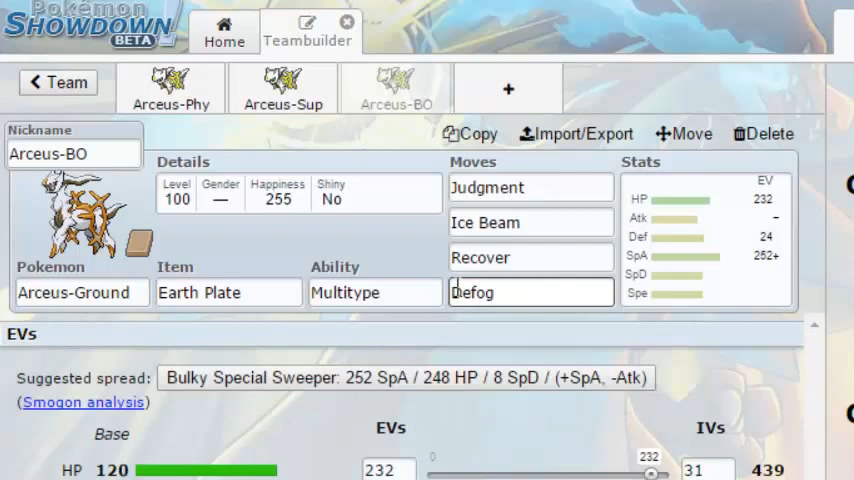 Pokémon
SHOWDOWN
BETA
Home
Teambuilder
< Team
Arceus-Phy
Arceus-Sup
Arceus-BO
+
Copy
Import/Export
Move
Delete
Nickname
Arceus-BO
Details
Level Gender Happiness Shiny
100 — 255 No
Pokemon
Arceus-Ground
Item
Earth Plate
Ability
Multitype
Moves
Judgment
Ice Beam
Recover
Defog
Stats
EV
HP 232
Atk -
Def 24
SpA 252+
SpD
Spe
EVs
Suggested spread: Bulky Special Sweeper: 252 SpA / 248 HP / 8 SpD / (+SpA, -Atk)
(Smogon analysis)
Base EVs IVs
0 232
HP 120 232 31 439